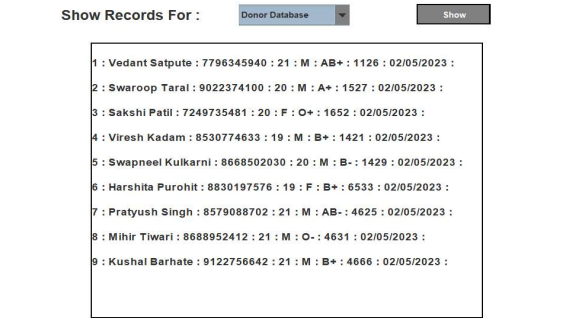 Show Records For :
Donor Database
Show
1 : Vedant Satpute : 7796345940 : 21 : M : AB+ : 1126 : 02/05/2023 :
2 : Swaroop Taral : 9022374100 : 20 : M : A+ : 1527 : 02/05/2023 :
3 : Sakshi Patil : 7249735481 : 20 : F : O+ : 1652 : 02/05/2023 :
4 : Viresh Kadam : 8530774633 : 19 : M : B+ : 1421 : 02/05/2023 :
5 : Swapneel Kulkarni : 8668502030 : 20 : M : B- : 1429 : 02/05/2023 :
6 : Harshita Purohit : 8830197576 : 19 : F : B+ : 6533 : 02/05/2023 :
7 : Pratyush Singh : 8579088702 : 21 : M : AB- : 4625 : 02/05/2023 :
8 : Mihir Tiwari : 8688952412 : 21 : M : O- : 4631 : 02/05/2023 :
9 : Kushal Barhate : 9122756642 : 21 : M : B+ : 4666 : 02/05/2023 :